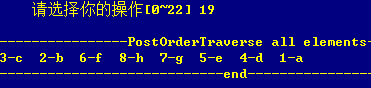 请选择你的操作[0~22] 19
-----------------PostOrderTraverse all elements-
3-c 2-b 6-f 8-h 7-g 5-e 4-d 1-a
-----------------------------end----------------